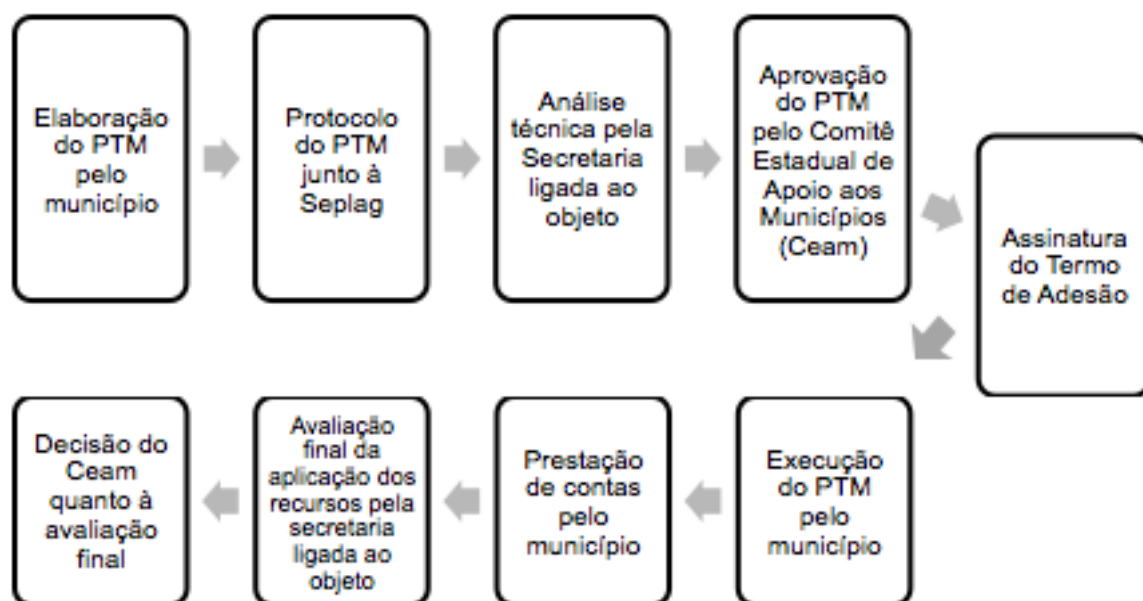 Elaboração
do PTM
pelo
município
Protocolo
do PTM
junto à
Seplag
Análise
técnica pela
Secretaria
ligada ao
objeto
Aprovação
do PTM
pelo Comitê
Estadual de
Apoio aos
Municípios
(Ceam)
Assinatura
do Termo
de Adesão
Execução
do PTM
pelo
município
Prestação
de contas
pelo
município
Avaliação
final da
aplicação dos
recursos pela
secretaria
ligada ao
objeto
Decisão do
Ceam
quanto à
avaliação
final